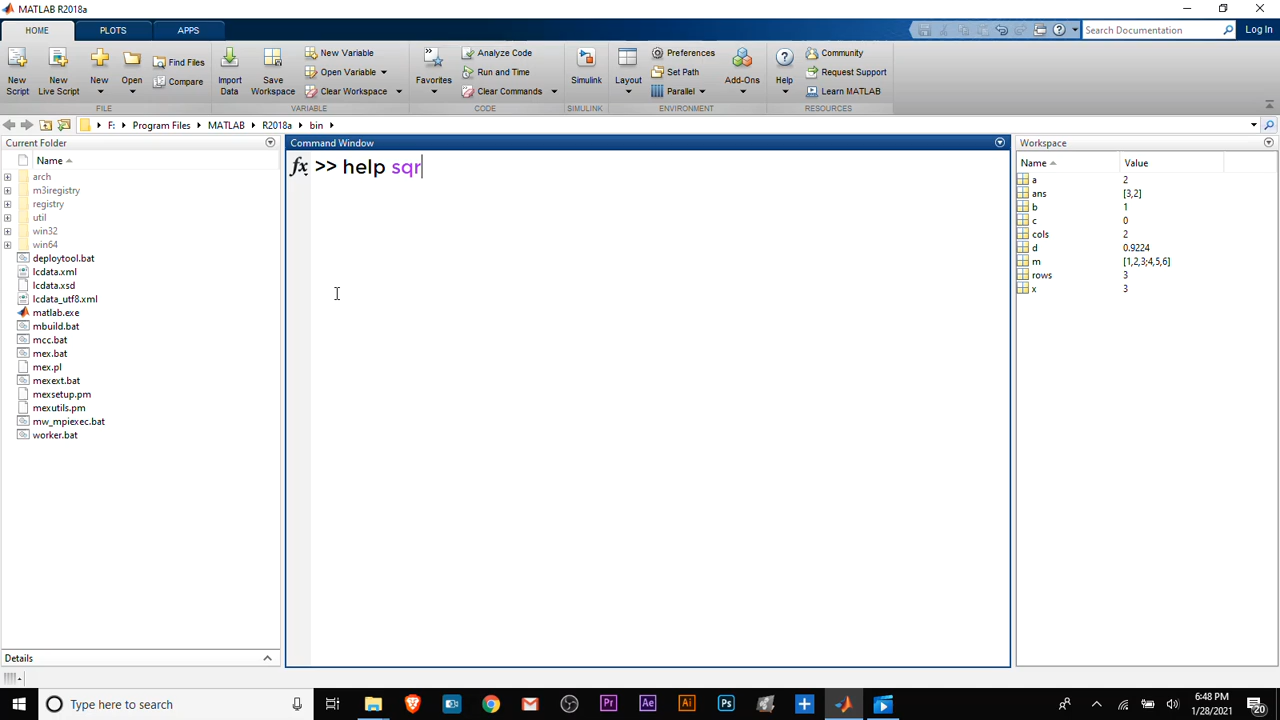 MATLAB R2018a
HOME PLOTS APPS
Search Documentation Log In
New Script
New Live Script
New
Open
Find Files
Compare
FILE
Import Data
Save Workspace
New Variable
Open Variable
Clear Workspace
VARIABLE
Favorites
Analyze Code
Run and Time
Clear Commands
CODE
Simulink
SIMULINK
Layout
Preferences
Set Path
Parallel
Add-Ons
ENVIRONMENT
Help
Community
Request Support
Learn MATLAB
RESOURCES
F: Program Files MATLAB R2018a bin
Current Folder
Name
arch
m3iregistry
registry
util
win32
win64
deploytool.bat
lcdata.xml
lcdata.xsd
lcdata_utf8.xml
matlab.exe
mbuild.bat
mcc.bat
mex.bat
mex.pl
mexext.bat
mexsetup.pm
mexutils.pm
mw_mpiexec.bat
worker.bat
Details
Command Window
fx >> help sqr
Workspace
Name Value
a 2
ans [3,2]
b 1
c 0
cols 2
d 0.9224
m [1,2,3;4,5,6]
rows 3
x 3
Type here to search
Pr Ae Ai Ps
6:48 PM
1/28/2021
20